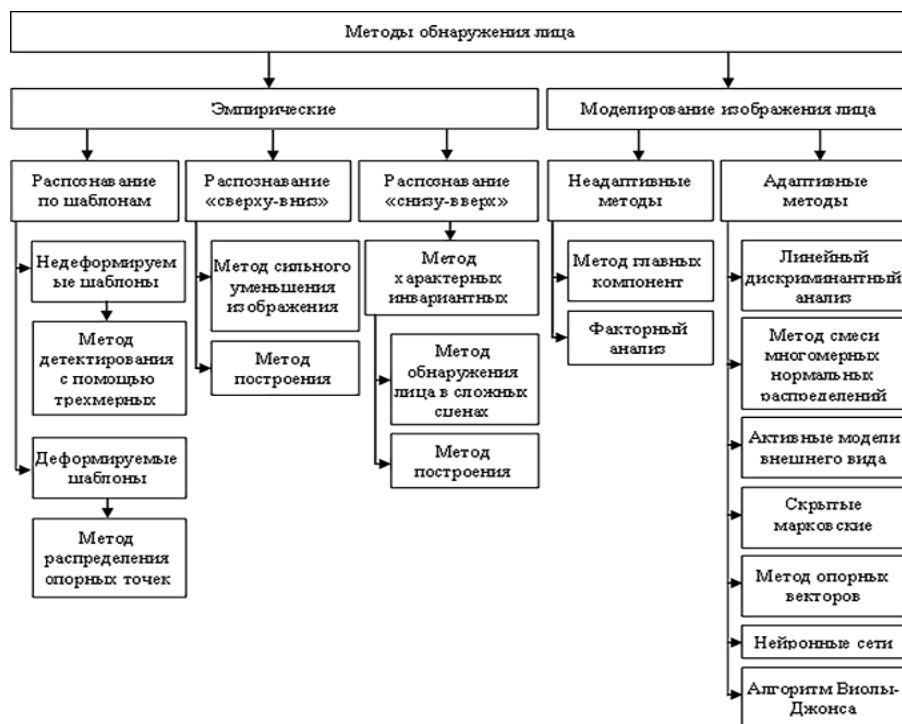 Методы обнаружения лица
Эмпирические
Моделирование изображения лица
Распознавание
по шаблонам
Распознавание
«сверху-вниз»
Распознавание
«снизу-вверх»
Неадаптивные
методы
Адаптивные
методы
Недеформируем
ые шаблоны
Метод
детектирования
с помощью
трехмерных
Деформируемые
шаблоны
Метод
распределения
опорных точек
Метод сильного
уменьшения
изображения
Метод
построения
Метод
характерных
инвариантных
Метод
обнаружения
лица в сложных
сценах
Метод
построения
Метод главных
компонент
Факторный
анализ
Линейный
дискриминантный
анализ
Метод смеси
многомерных
нормальных
распределений
Активные модели
внешнего вида
Скрытые
марковские
Метод опорных
векторов
Нейронные сети
Алгоритм Виолы-
Джонса